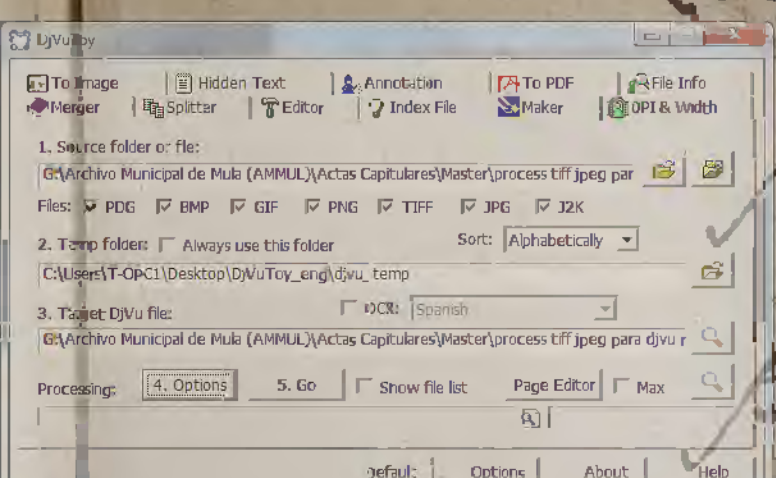 DjVuToy
To Image Hidden Text Annotation To PDF File Info
Merger Splitter Editor Index File Maker DPI & Width
1. Source folder or file:
G:\Archivo Municipal de Mula (AMMUL)\Actas Capitulares\Master\process tiff jpeg par
Files: PDG BMP GIF PNG TIFF JPG J2K
2. Temp folder: Always use this folder Sort: Alphabetically
C:\Users\T-OPC1\Desktop\DjVuToy_eng\djvu_temp
3. Target DjVu file: OCR: Spanish
G:\Archivo Municipal de Mula (AMMUL)\Actas Capitulares\Master\process tiff jpeg para djvu r
Processing: 4. Options 5. Go Show file list Page Editor Max
Default Options About Help